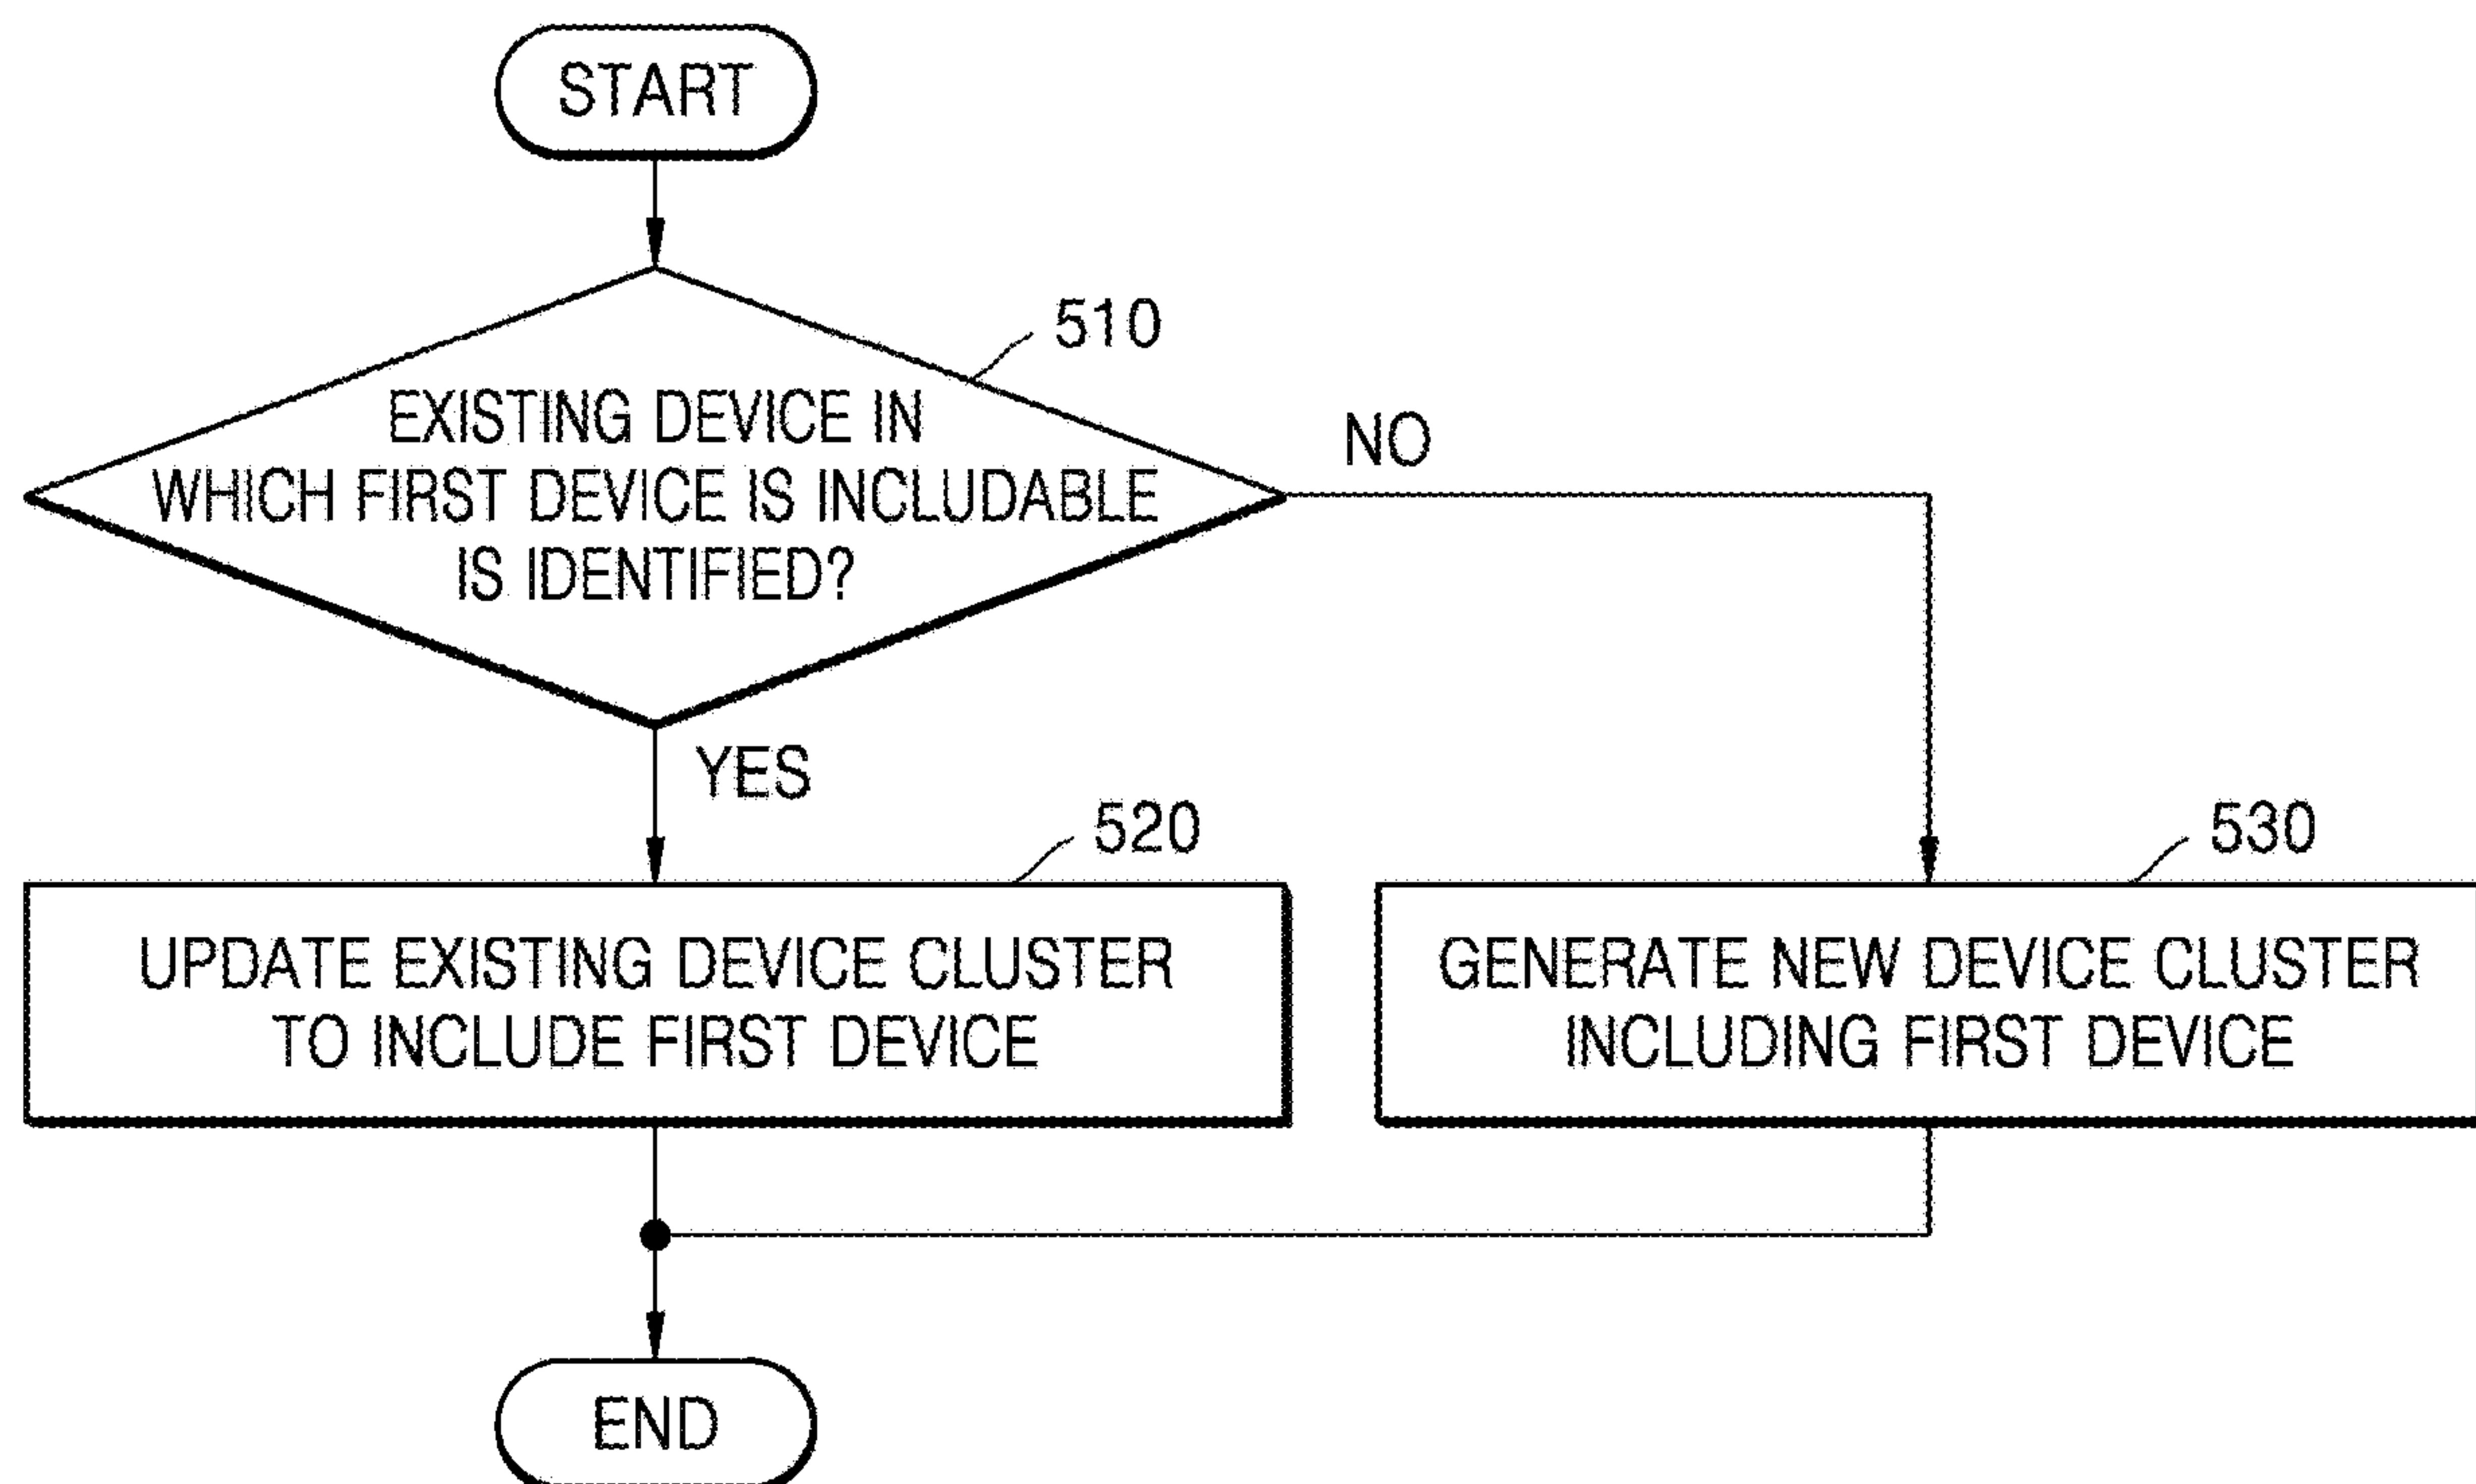 START
510
EXISTING DEVICE IN
WHICH FIRST DEVICE IS INCLUDABLE
IS IDENTIFIED?
NO
YES
520
UPDATE EXISTING DEVICE CLUSTER
TO INCLUDE FIRST DEVICE
530
GENERATE NEW DEVICE CLUSTER
INCLUDING FIRST DEVICE
END